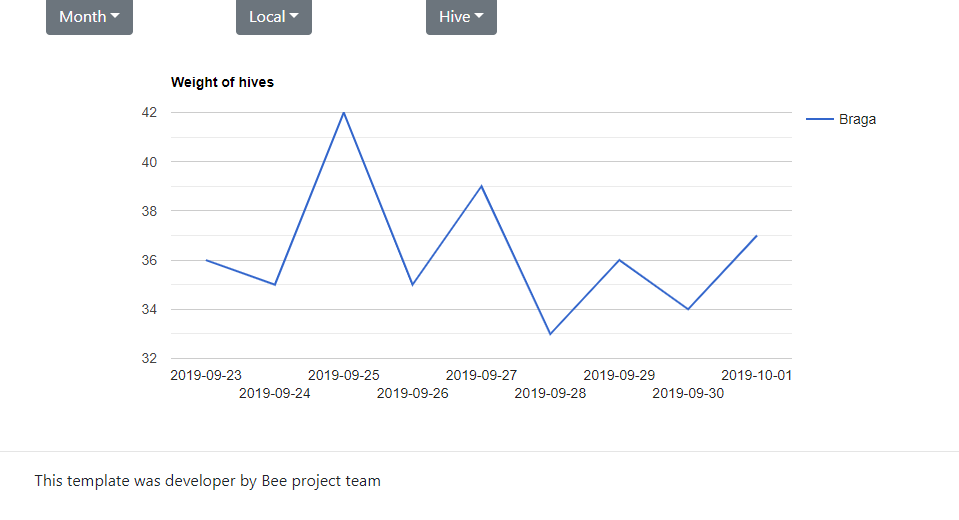 Month Local Hive
Weight of hives
42
Braga
40
38
36
34
32
2019-09-23 2019-09-25 2019-09-27 2019-09-29 2019-10-01
2019-09-24 2019-09-26 2019-09-28 2019-09-30
This template was developer by Bee project team